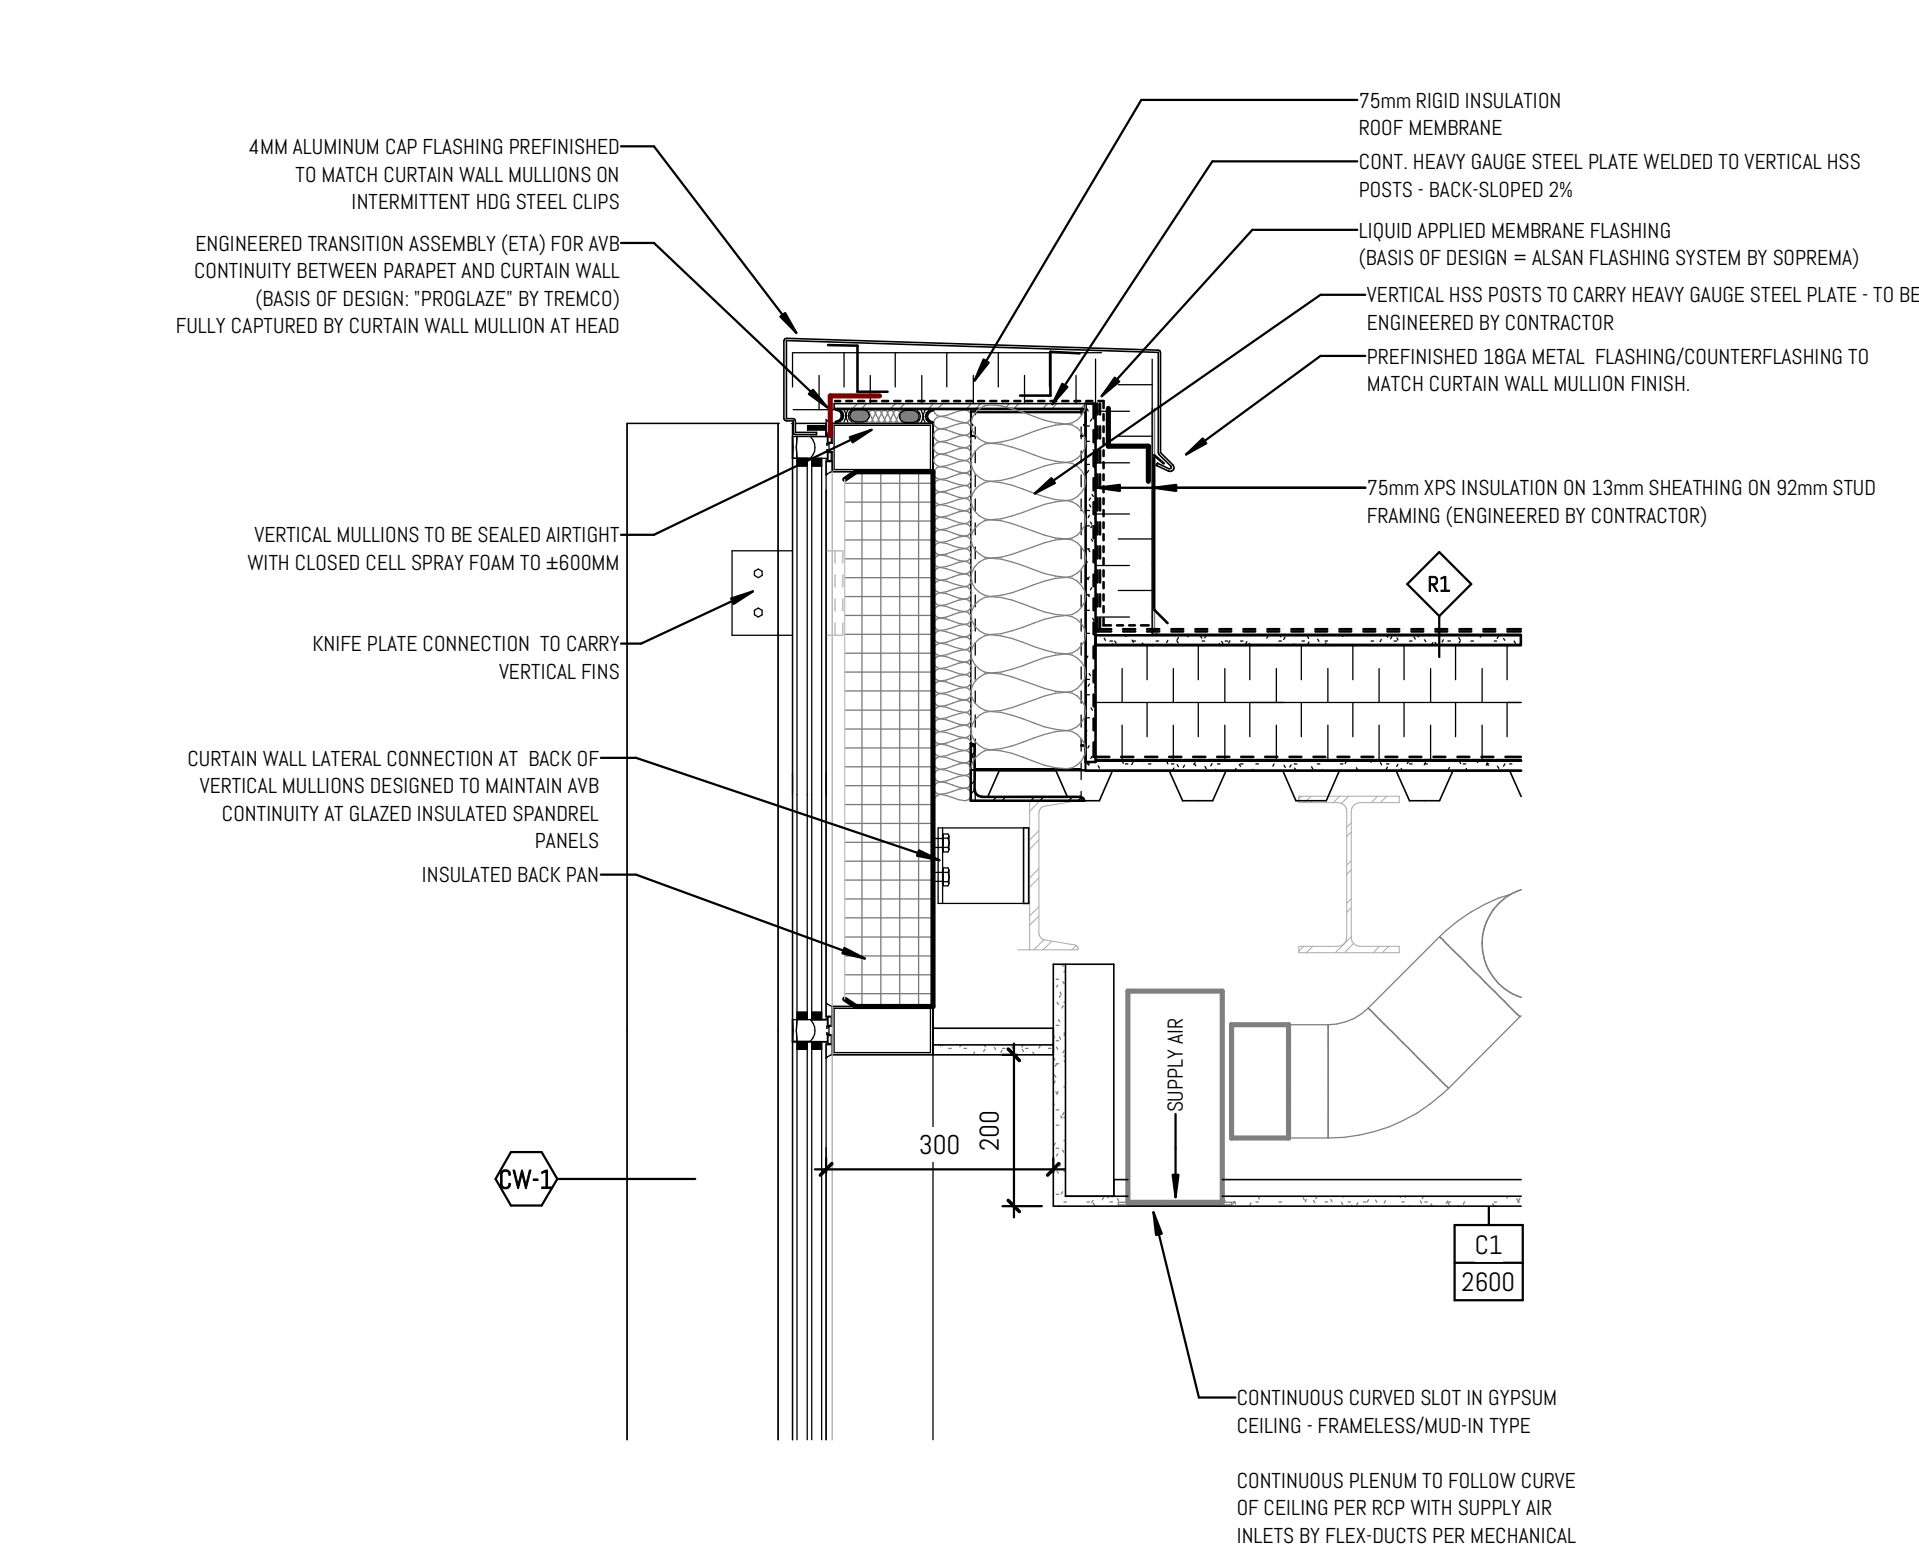 4MM ALUMINUM CAP FLASHING PREFINISHED
TO MATCH CURTAIN WALL MULLIONS ON
INTERMITTENT HDG STEEL CLIPS
ENGINEERED TRANSITION ASSEMBLY (ETA) FOR AVB
CONTINUITY BETWEEN PARAPET AND CURTAIN WALL
(BASIS OF DESIGN: "PROGLAZE" BY TREMCO)
FULLY CAPTURED BY CURTAIN WALL MULLION AT HEAD
VERTICAL MULLIONS TO BE SEALED AIRTIGHT
WITH CLOSED CELL SPRAY FOAM TO ±600MM
KNIFE PLATE CONNECTION TO CARRY
VERTICAL FINS
CURTAIN WALL LATERAL CONNECTION AT BACK OF
VERTICAL MULLIONS DESIGNED TO MAINTAIN AVB
CONTINUITY AT GLAZED INSULATED SPANDREL
PANELS
INSULATED BACK PAN
75mm RIGID INSULATION
ROOF MEMBRANE
CONT. HEAVY GAUGE STEEL PLATE WELDED TO VERTICAL HSS
POSTS - BACK-SLOPED 2%
LIQUID APPLIED MEMBRANE FLASHING
(BASIS OF DESIGN = ALSAN FLASHING SYSTEM BY SOPREMA)
VERTICAL HSS POSTS TO CARRY HEAVY GAUGE STEEL PLATE - TO BE
ENGINEERED BY CONTRACTOR
PREFINISHED 18GA METAL FLASHING/COUNTERFLASHING TO
MATCH CURTAIN WALL MULLION FINISH.
75mm XPS INSULATION ON 13mm SHEATHING ON 92mm STUD
FRAMING (ENGINEERED BY CONTRACTOR)
R1
SUPPLY AIR
300
200
CW-1
C1
2600
CONTINUOUS CURVED SLOT IN GYPSUM
CEILING - FRAMELESS/MUD-IN TYPE
CONTINUOUS PLENUM TO FOLLOW CURVE
OF CEILING PER RCP WITH SUPPLY AIR
INLETS BY FLEX-DUCTS PER MECHANICAL